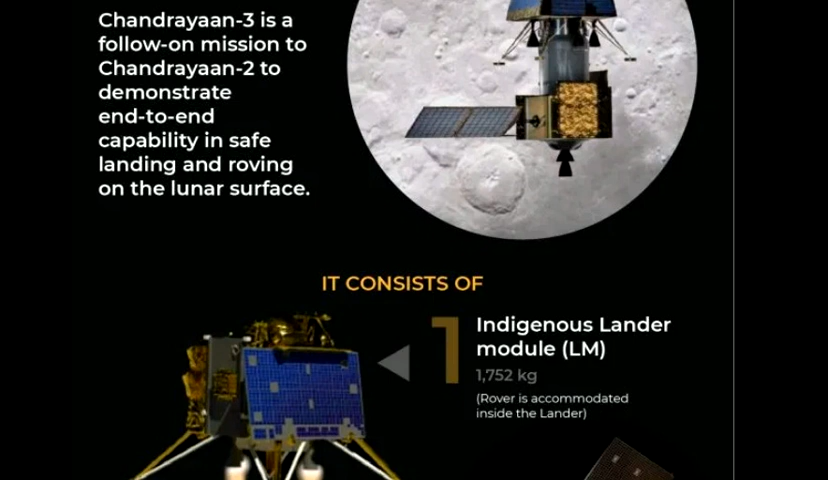 Chandrayaan-3 is a
follow-on mission to
Chandrayaan-2 to
demonstrate
end-to-end
capability in safe
landing and roving
on the lunar surface.
IT CONSISTS OF
1
Indigenous Lander
module (LM)
1,752 kg
(Rover is accommodated
inside the Lander)